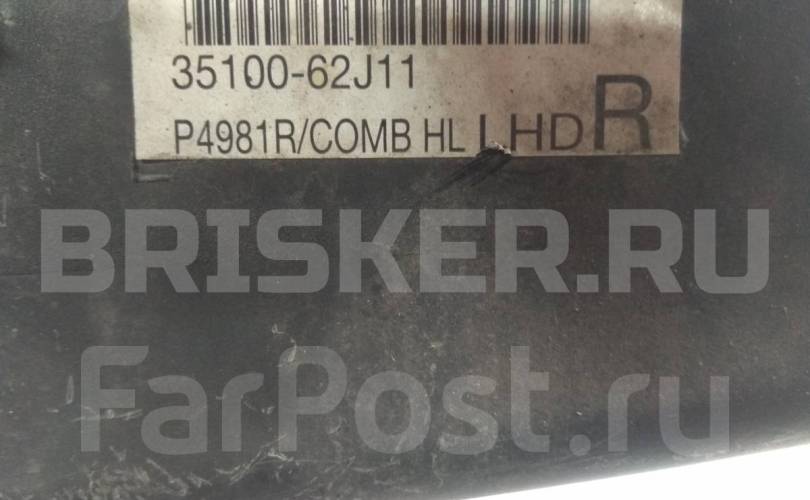 35100-62J11
P4981R/COMB HL LHD R
BRISKER.RU
FarPost.ru